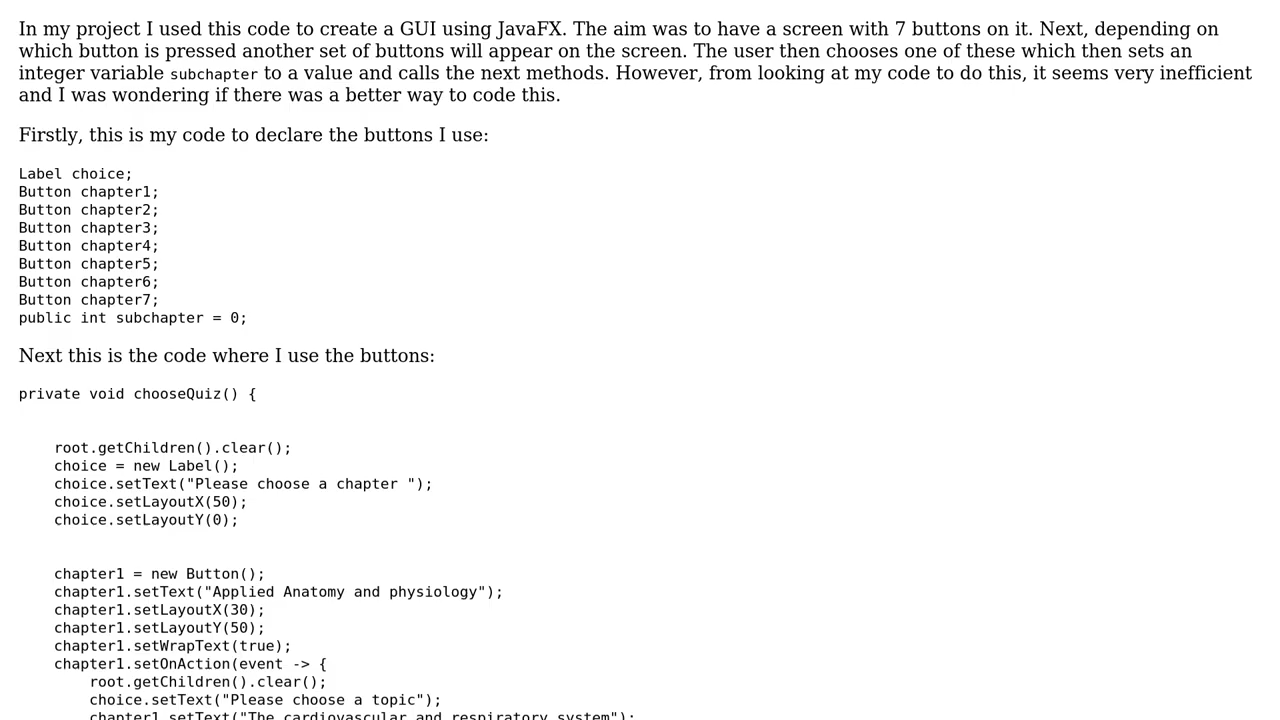 In my project I used this code to create a GUI using JavaFX. The aim was to have a screen with 7 buttons on it. Next, depending on
which button is pressed another set of buttons will appear on the screen. The user then chooses one of these which then sets an
integer variable subchapter to a value and calls the next methods. However, from looking at my code to do this, it seems very inefficient
and I was wondering if there was a better way to code this.
Firstly, this is my code to declare the buttons I use:
Label choice;
Button chapter1;
Button chapter2;
Button chapter3;
Button chapter4;
Button chapter5;
Button chapter6;
Button chapter7;
public int subchapter = 0;
Next this is the code where I use the buttons:
private void chooseQuiz() {
    root.getChildren().clear();
    choice = new Label();
    choice.setText("Please choose a chapter ");
    choice.setLayoutX(50);
    choice.setLayoutY(0);
    chapter1 = new Button();
    chapter1.setText("Applied Anatomy and physiology");
    chapter1.setLayoutX(30);
    chapter1.setLayoutY(50);
    chapter1.setWrapText(true);
    chapter1.setOnAction(event -> {
        root.getChildren().clear();
        choice.setText("Please choose a topic");
        chapter1.setText("The cardiovascular and respiratory system");